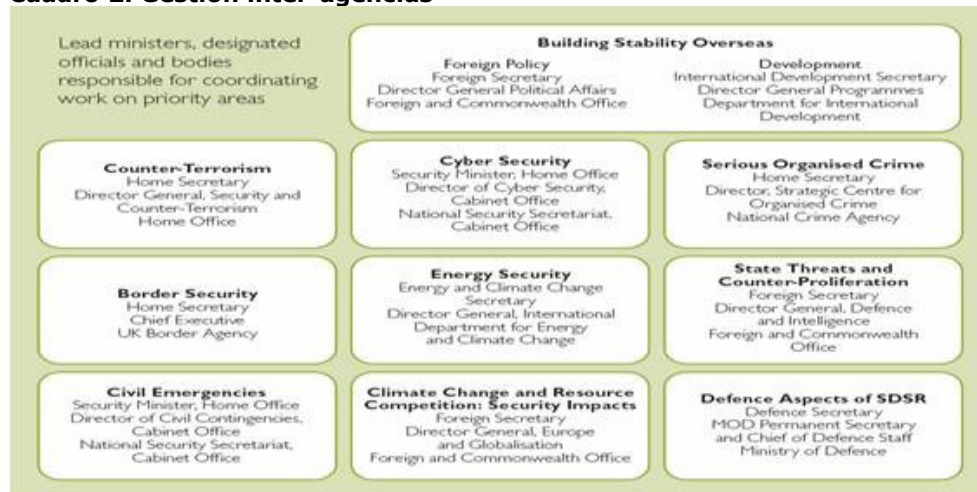 Cuadro 2. Gestión inter-agencias
Lead ministers, designated
officials and bodies
responsible for coordinating
work on priority areas
Building Stability Overseas
Foreign Policy
Foreign Secretary
Director General Political Affairs
Foreign and Commonwealth Office
Development
International Development Secretary
Director General Programmes
Department for International
Development
Counter-Terrorism
Home Secretary
Director General, Security and
Counter-Terrorism
Home Office
Cyber Security
Security Minister, Home Office
Director of Cyber Security,
Cabinet Office
National Security Secretariat,
Cabinet Office
Serious Organised Crime
Home Secretary
Director, Strategic Centre for
Organised Crime
National Crime Agency
Border Security
Home Secretary
Chief Executive
UK Border Agency
Energy Security
Energy and Climate Change
Secretary
Director General, International
Department for Energy
and Climate Change
State Threats and
Counter-Proliferation
Foreign Secretary
Director General, Defence
and Intelligence
Foreign and Commonwealth
Office
Civil Emergencies
Security Minister, Home Office
Director of Civil Contingencies,
Cabinet Office
National Security Secretariat,
Cabinet Office
Climate Change and Resource
Competition: Security Impacts
Foreign Secretary
Director General, Europe
and Globalisation
Foreign and Commonwealth Office
Defence Aspects of SDSR
Defence Secretary
MOD Permanent Secretary
and Chief of Defence Staff
Ministry of Defence